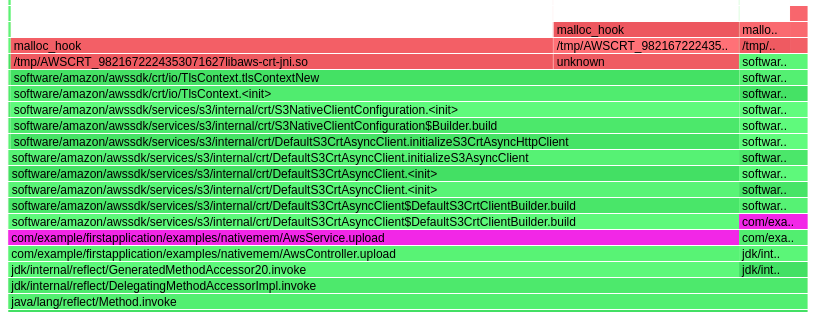 malloc_hook mallo..
malloc_hook /tmp/AWSCRT_982167222435.. /tmp/..
/tmp/AWSCRT_9821672224353071627libaws-crt-jni.so unknown softwar..
software/amazon/awssdk/crt/io/TlsContext.tlsContextNew softwar..
software/amazon/awssdk/crt/io/TlsContext.<init> softwar..
software/amazon/awssdk/services/s3/internal/crt/S3NativeClientConfiguration.<init> softwar..
software/amazon/awssdk/services/s3/internal/crt/S3NativeClientConfiguration$Builder.build softwar..
software/amazon/awssdk/services/s3/internal/crt/DefaultS3CrtAsyncClient.initializeS3CrtAsyncHttpClient softwar..
software/amazon/awssdk/services/s3/internal/crt/DefaultS3CrtAsyncClient.initializeS3AsyncClient softwar..
software/amazon/awssdk/services/s3/internal/crt/DefaultS3CrtAsyncClient.<init> softwar..
software/amazon/awssdk/services/s3/internal/crt/DefaultS3CrtAsyncClient.<init> softwar..
software/amazon/awssdk/services/s3/internal/crt/DefaultS3CrtAsyncClient$DefaultS3CrtClientBuilder.build softwar..
software/amazon/awssdk/services/s3/internal/crt/DefaultS3CrtAsyncClient$DefaultS3CrtClientBuilder.build com/exa..
com/example/firstapplication/examples/nativemem/AwsService.upload com/exa..
com/example/firstapplication/examples/nativemem/AwsController.upload jdk/int..
jdk/internal/reflect/GeneratedMethodAccessor20.invoke jdk/int..
jdk/internal/reflect/DelegatingMethodAccessorImpl.invoke
java/lang/reflect/Method.invoke